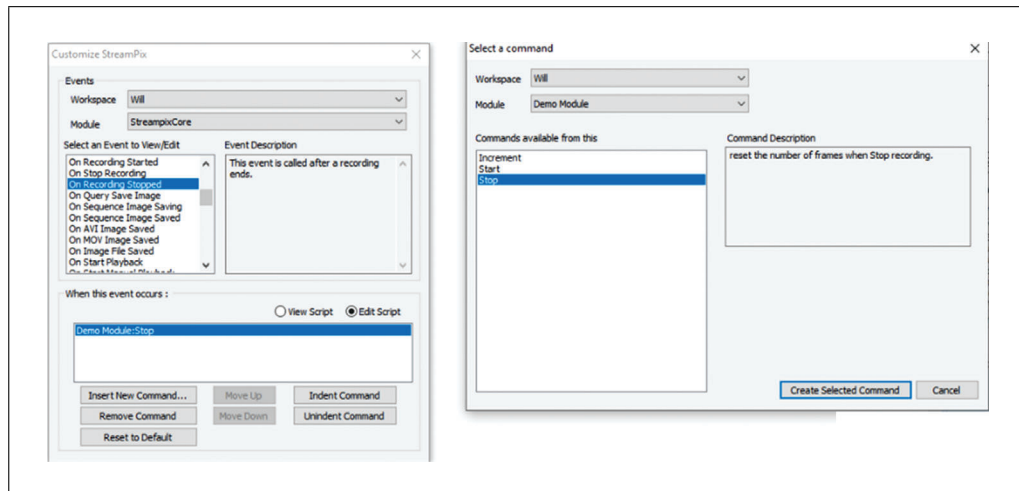 Customize StreamPix
Events
Workspace Will
Module StreampixCore
Select an Event to View/Edit
On Recording Started
On Stop Recording
On Recording Stopped
On Query Save Image
On Sequence Image Saving
On Sequence Image Saved
On AVI Image Saved
On MOV Image Saved
On Image File Saved
On Start Playback
On Start Manual Playback
Event Description
This event is called after a recording
ends.
When this event occurs :
View Script Edit Script
Demo Module:Stop
Insert New Command... Move Up Indent Command
Remove Command Move Down Unindent Command
Reset to Default
Select a command
Workspace Will
Module Demo Module
Commands available from this
Increment
Start
Stop
Command Description
reset the number of frames when Stop recording.
Create Selected Command Cancel